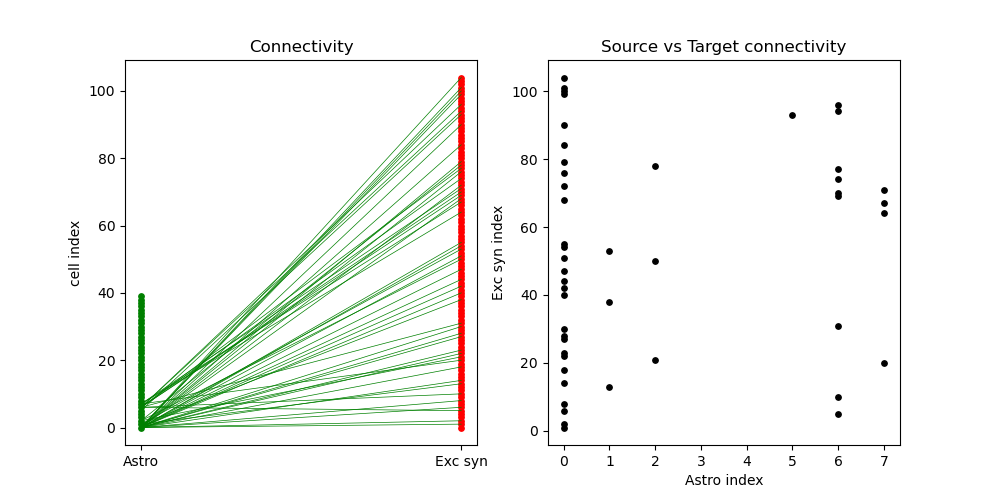 Connectivity
Source vs Target connectivity
cell index
100
80
60
40
20
0
Astro
Exc syn
Exc syn index
100
80
60
40
20
0
0 1 2 3 4 5 6 7
Astro index